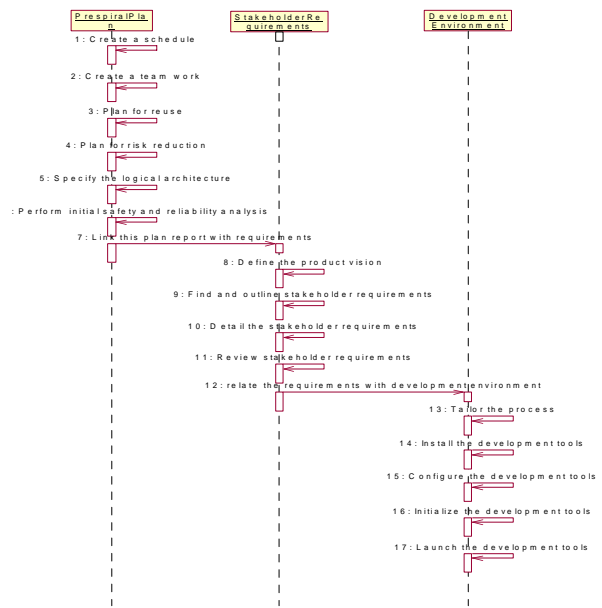 PrespiralPla
n
StakeholderRe
quirements
Development
Environment
1: Create a schedule
2: Create a team work
3: Plan for reuse
4: Plan for risk reduction
5: Specify the logical architecture
: Perform initial safety and reliability analysis
7: Link this plan report with requirements
8: Define the product vision
9: Find and outline stakeholder requirements
10: Detail the stakeholder requirements
11: Review stakeholder requirements
12: relate the requirements with development environment
13: Tailor the process
14: Install the development tools
15: Configure the development tools
16: Initialize the development tools
17: Launch the development tools